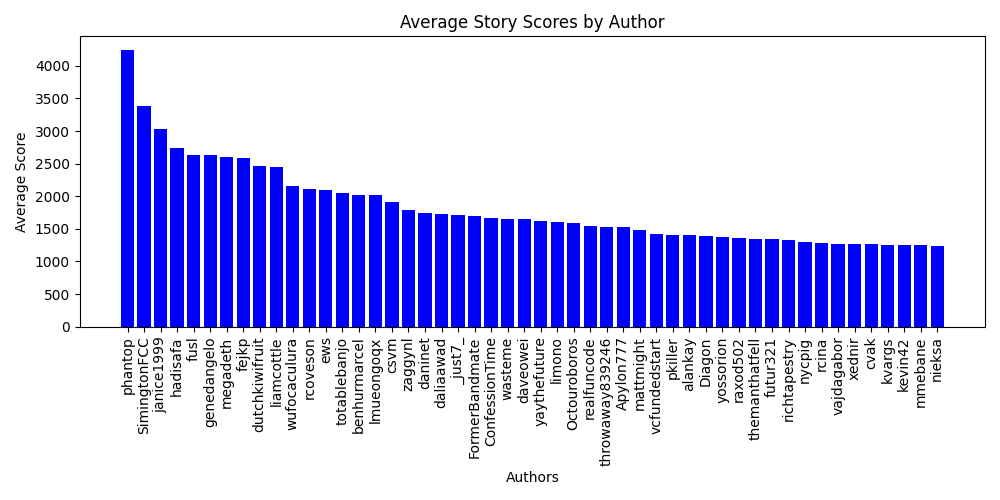 Average Story Scores by Author
Average Score
4000
3500
3000
2500
2000
1500
1000
500
0
phantop
SimingtonFCC
janice1999
hadisafa
fusl
genedangelo
megadeth
fejkp
dutchkiwifruit
liamcottle
wufocaculura
rcoveson
ews
totablebanjo
benhurmarcel
lmueongoqx
csvm
zaggynl
daninet
daliaawad
_just7_
FormerBandmate
ConfessionTime
wasteme
daveowei
yaythefuture
limono
Octouroboros
realfuncode
throwaway839246
Apylon777
mattmight
vcfundedstart
pkiller
alankay
Diagon
yossorion
raxod502
themanthatfell
futur321
richtapestry
nycpig
rcina
vajdagabor
xednir
cvak
kvargs
kevin42
mmebane
nieksa
Authors